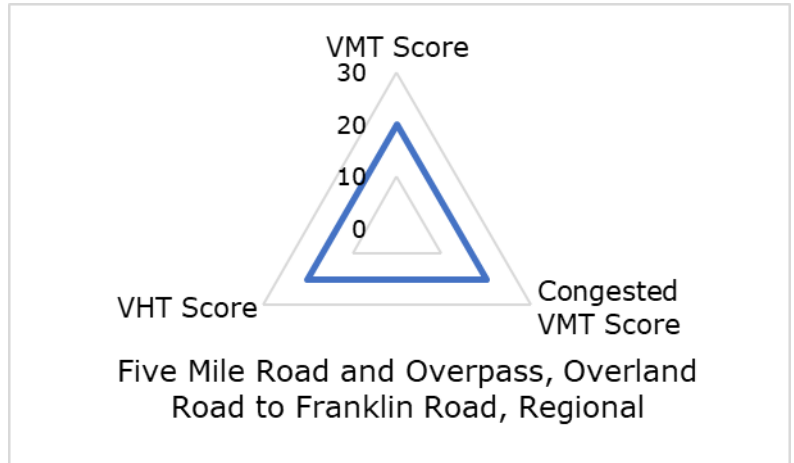 VMT Score
30
20
10
0
VHT Score
Congested
VMT Score
Five Mile Road and Overpass, Overland
Road to Franklin Road, Regional